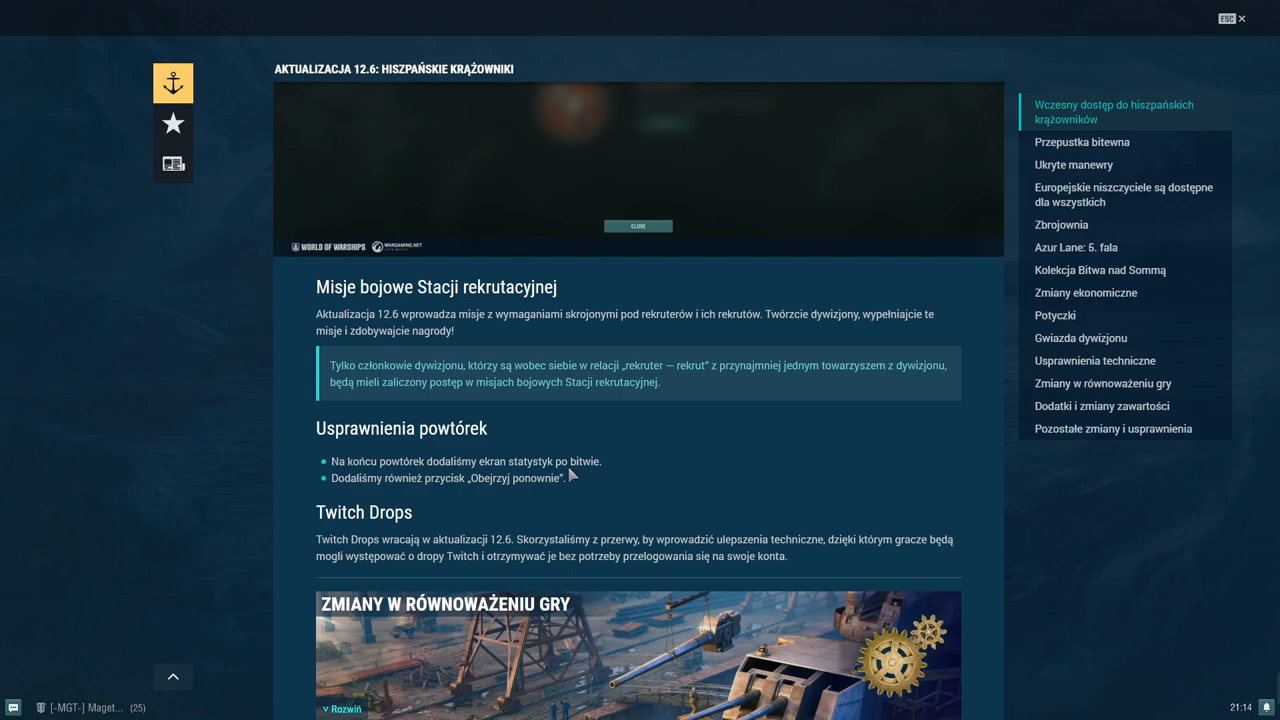 ESC ×
AKTUALIZACJA 12.6: HISZPAŃSKIE KRĄŻOWNIKI
CLOSE
WORLD OF WARSHIPS WARGAMING.NET
Misje bojowe Stacji rekrutacyjnej
Aktualizacja 12.6 wprowadza misje z wymaganiami skrojonymi pod rekruterów i ich rekrutów. Twórzcie dywizjony, wypełniajcie te
misje i zdobywajcie nagrody!
Tylko członkowie dywizjonu, którzy są wobec siebie w relacji „rekruter — rekrut” z przynajmniej jednym towarzyszem z dywizjonu,
będą mieli zaliczony postęp w misjach bojowych Stacji rekrutacyjnej.
Usprawnienia powtórek
Na końcu powtórek dodaliśmy ekran statystyk po bitwie.
Dodaliśmy również przycisk „Obejrzyj ponownie”.
Twitch Drops
Twitch Drops wracają w aktualizacji 12.6. Skorzystaliśmy z przerwy, by wprowadzić ulepszenia techniczne, dzięki którym gracze będą
mogli występować o dropy Twitch i otrzymywać je bez potrzeby przelogowania się na swoje konta.
ZMIANY W RÓWNOWAŻENIU GRY
Rozwiń
Wczesny dostęp do hiszpańskich
krążowników
Przepustka bitewna
Ukryte manewry
Europejskie niszczyciele są dostępne
dla wszystkich
Zbrojownia
Azur Lane: 5. fala
Kolekcja Bitwa nad Sommą
Zmiany ekonomiczne
Potyczki
Gwiazda dywizjonu
Usprawnienia techniczne
Zmiany w równoważeniu gry
Dodatki i zmiany zawartości
Pozostałe zmiany i usprawnienia
[-MGT-] Maget... (25)
21:14